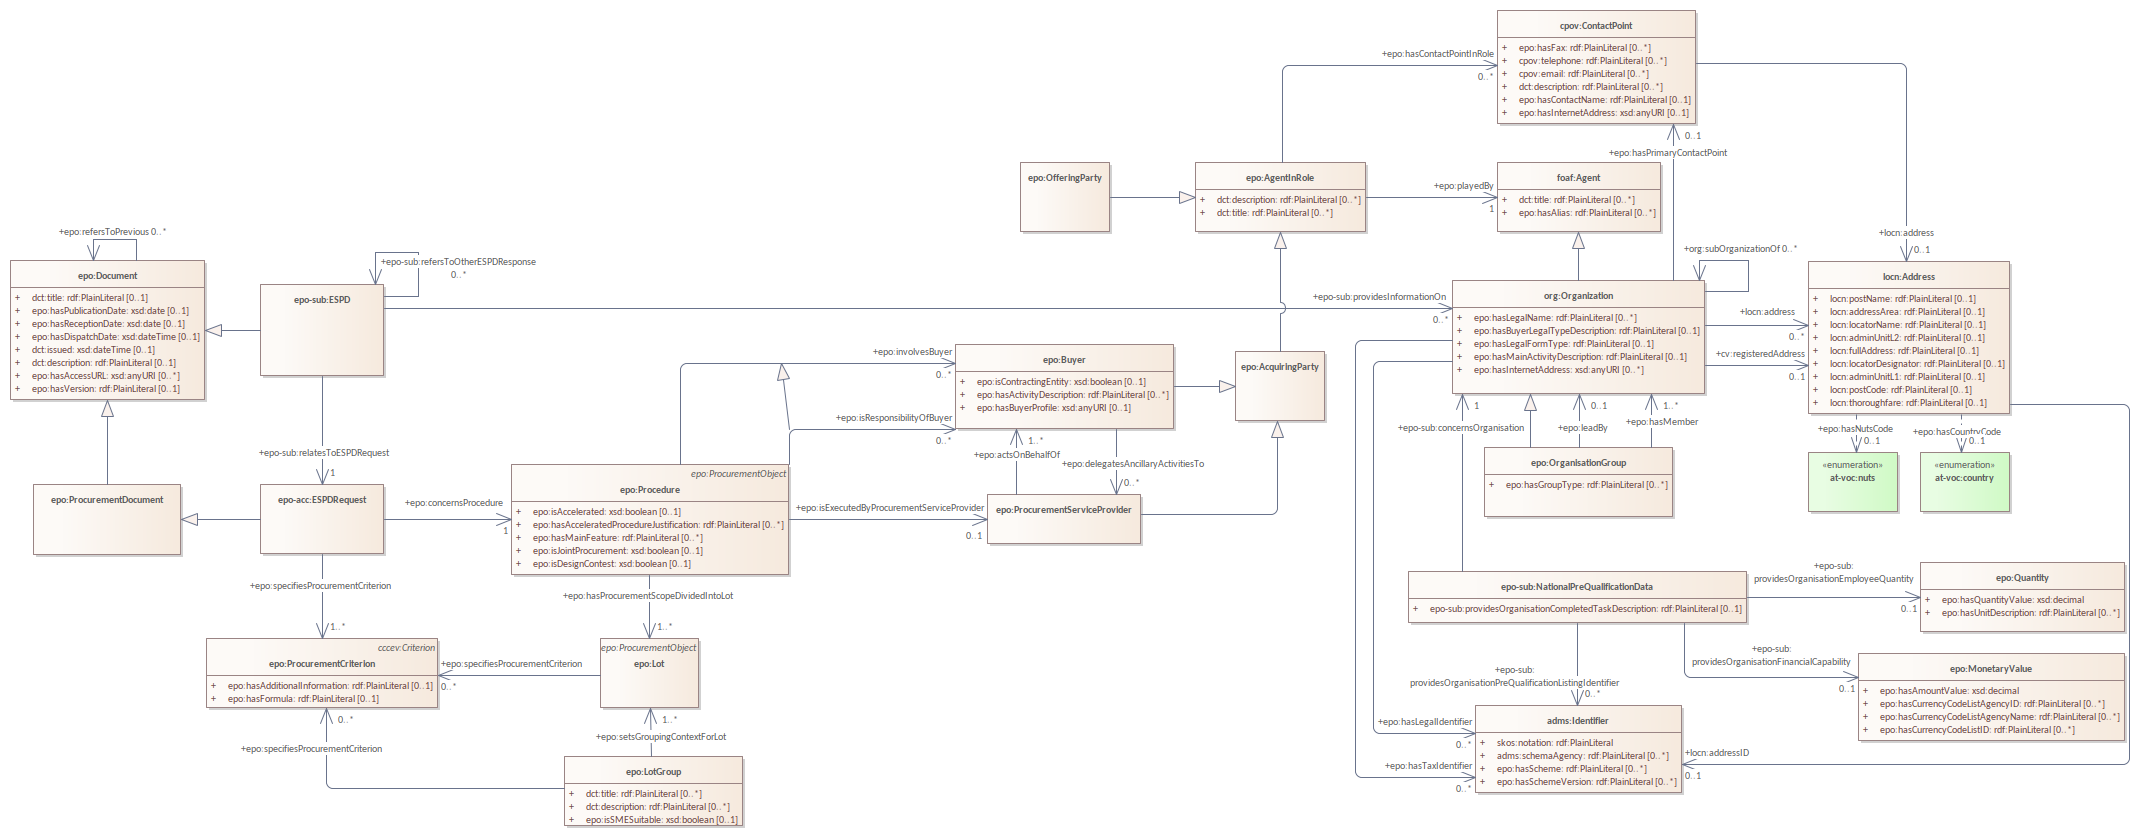 cpov:ContactPoint
+ epo:hasFax: rdf:PlainLiteral [0..*]
+ cpov:telephone: rdf:PlainLiteral [0..*]
+ cpov:email: rdf:PlainLiteral [0..*]
+ dct:description: rdf:PlainLiteral [0..*]
+ epo:hasContactName: rdf:PlainLiteral [0..1]
+ epo:hasInternetAddress: xsd:anyURI [0..1]
+epo:hasContactPointInRole
0..*
0..1
+epo:hasPrimaryContactPoint
epo:OfferingParty
epo:AgentInRole
+ dct:description: rdf:PlainLiteral [0..*]
+ dct:title: rdf:PlainLiteral [0..*]
+epo:playedBy
1
foaf:Agent
+ dct:title: rdf:PlainLiteral [0..*]
+ epo:hasAlias: rdf:PlainLiteral [0..*]
+locn:address
0..1
+org:subOrganizationOf 0..*
+epo:refersToPrevious 0..*
epo:Document
+ dct:title: rdf:PlainLiteral [0..1]
+ epo:hasPublicationDate: xsd:date [0..1]
+ epo:hasReceptionDate: xsd:date [0..1]
+ epo:hasDispatchDate: xsd:dateTime [0..1]
+ dct:issued: xsd:dateTime [0..1]
+ dct:description: rdf:PlainLiteral [0..1]
+ epo:hasAccessURL: xsd:anyURI [0..*]
+ epo:hasVersion: rdf:PlainLiteral [0..1]
epo-sub:ESPD
+epo-sub:refersToOtherESPDResponse
0..*
+epo-sub:providesInformationOn
0..*
org:Organization
+ epo:hasLegalName: rdf:PlainLiteral [0..*]
+ epo:hasBuyerLegalTypeDescription: rdf:PlainLiteral [0..1]
+ epo:hasLegalFormType: rdf:PlainLiteral [0..1]
+ epo:hasMainActivityDescription: rdf:PlainLiteral [0..1]
+ epo:hasInternetAddress: xsd:anyURI [0..*]
+locn:address
0..*
+cv:registeredAddress
0..1
locn:Address
+ locn:postName: rdf:PlainLiteral [0..1]
+ locn:addressArea: rdf:PlainLiteral [0..1]
+ locn:locatorName: rdf:PlainLiteral [0..1]
+ locn:adminUnitL2: rdf:PlainLiteral [0..1]
+ locn:fullAddress: rdf:PlainLiteral [0..1]
+ locn:locatorDesignator: rdf:PlainLiteral [0..1]
+ locn:adminUnitL1: rdf:PlainLiteral [0..1]
+ locn:postCode: rdf:PlainLiteral [0..1]
+ locn:thoroughfare: rdf:PlainLiteral [0..1]
+epo:involvesBuyer
0..*
+epo:isResponsibilityOfBuyer
0..*
epo:Buyer
+ epo:isContractingEntity: xsd:boolean [0..1]
+ epo:hasActivityDescription: rdf:PlainLiteral [0..*]
+ epo:hasBuyerProfile: xsd:anyURI [0..1]
epo:AcquiringParty
1
+epo-sub:concernsOrganisation
0..1
+epo:leadBy
1..*
+epo:hasMember
+epo:hasNutsCode
0..1
+epo:hasCountryCode
0..1
«enumeration»
at-voc:nuts
«enumeration»
at-voc:country
+epo-sub:relatesToESPDRequest
1
1..*
+epo:actsOnBehalfOf
+epo:delegatesAncillaryActivitiesTo
0..*
epo:OrganisationGroup
+ epo:hasGroupType: rdf:PlainLiteral [0..*]
epo:ProcurementDocument
epo-acc:ESPDRequest
+epo:concernsProcedure
1
epo:ProcurementObject
epo:Procedure
+ epo:isAccelerated: xsd:boolean [0..1]
+ epo:hasAcceleratedProcedureJustification: rdf:PlainLiteral [0..*]
+ epo:hasMainFeature: rdf:PlainLiteral [0..*]
+ epo:isJointProcurement: xsd:boolean [0..1]
+ epo:isDesignContest: xsd:boolean [0..1]
+epo:isExecutedByProcurementServiceProvider
0..1
epo:ProcurementServiceProvider
+epo:specifiesProcurementCriterion
1..*
+epo:hasProcurementScopeDividedIntoLot
1..*
epo-sub:NationalPreQualificationData
+ epo-sub:providesOrganisationCompletedTaskDescription: rdf:PlainLiteral [0..1]
+epo-sub:
providesOrganisationEmployeeQuantity
0..1
epo:Quantity
+ epo:hasQuantityValue: xsd:decimal
+ epo:hasUnitDescription: rdf:PlainLiteral [0..*]
+epo-sub:
providesOrganisationFinancialCapability
0..1
epo:MonetaryValue
+ epo:hasAmountValue: xsd:decimal
+ epo:hasCurrencyCodeListAgencyID: rdf:PlainLiteral [0..*]
+ epo:hasCurrencyCodeListAgencyName: rdf:PlainLiteral [0..*]
+ epo:hasCurrencyCodeListID: rdf:PlainLiteral [0..*]
cccev:Criterion
epo:ProcurementCriterion
+ epo:hasAdditionalInformation: rdf:PlainLiteral [0..1]
+ epo:hasFormula: rdf:PlainLiteral [0..1]
+epo:specifiesProcurementCriterion
0..*
epo:ProcurementObject
epo:Lot
+epo-sub:
providesOrganisationPreQualificationListingIdentifier
0..*
0..*
+epo:specifiesProcurementCriterion
1..*
+epo:setsGroupingContextForLot
epo:LotGroup
+ dct:title: rdf:PlainLiteral [0..*]
+ dct:description: rdf:PlainLiteral [0..*]
+ epo:isSMESuitable: xsd:boolean [0..1]
+epo:hasLegalIdentifier
0..*
+epo:hasTaxIdentifier
0..*
adms:Identifier
+ skos:notation: rdf:PlainLiteral
+ adms:schemaAgency: rdf:PlainLiteral [0..*]
+ epo:hasScheme: rdf:PlainLiteral [0..*]
+ epo:hasSchemeVersion: rdf:PlainLiteral [0..*]
+locn:addressID
0..1